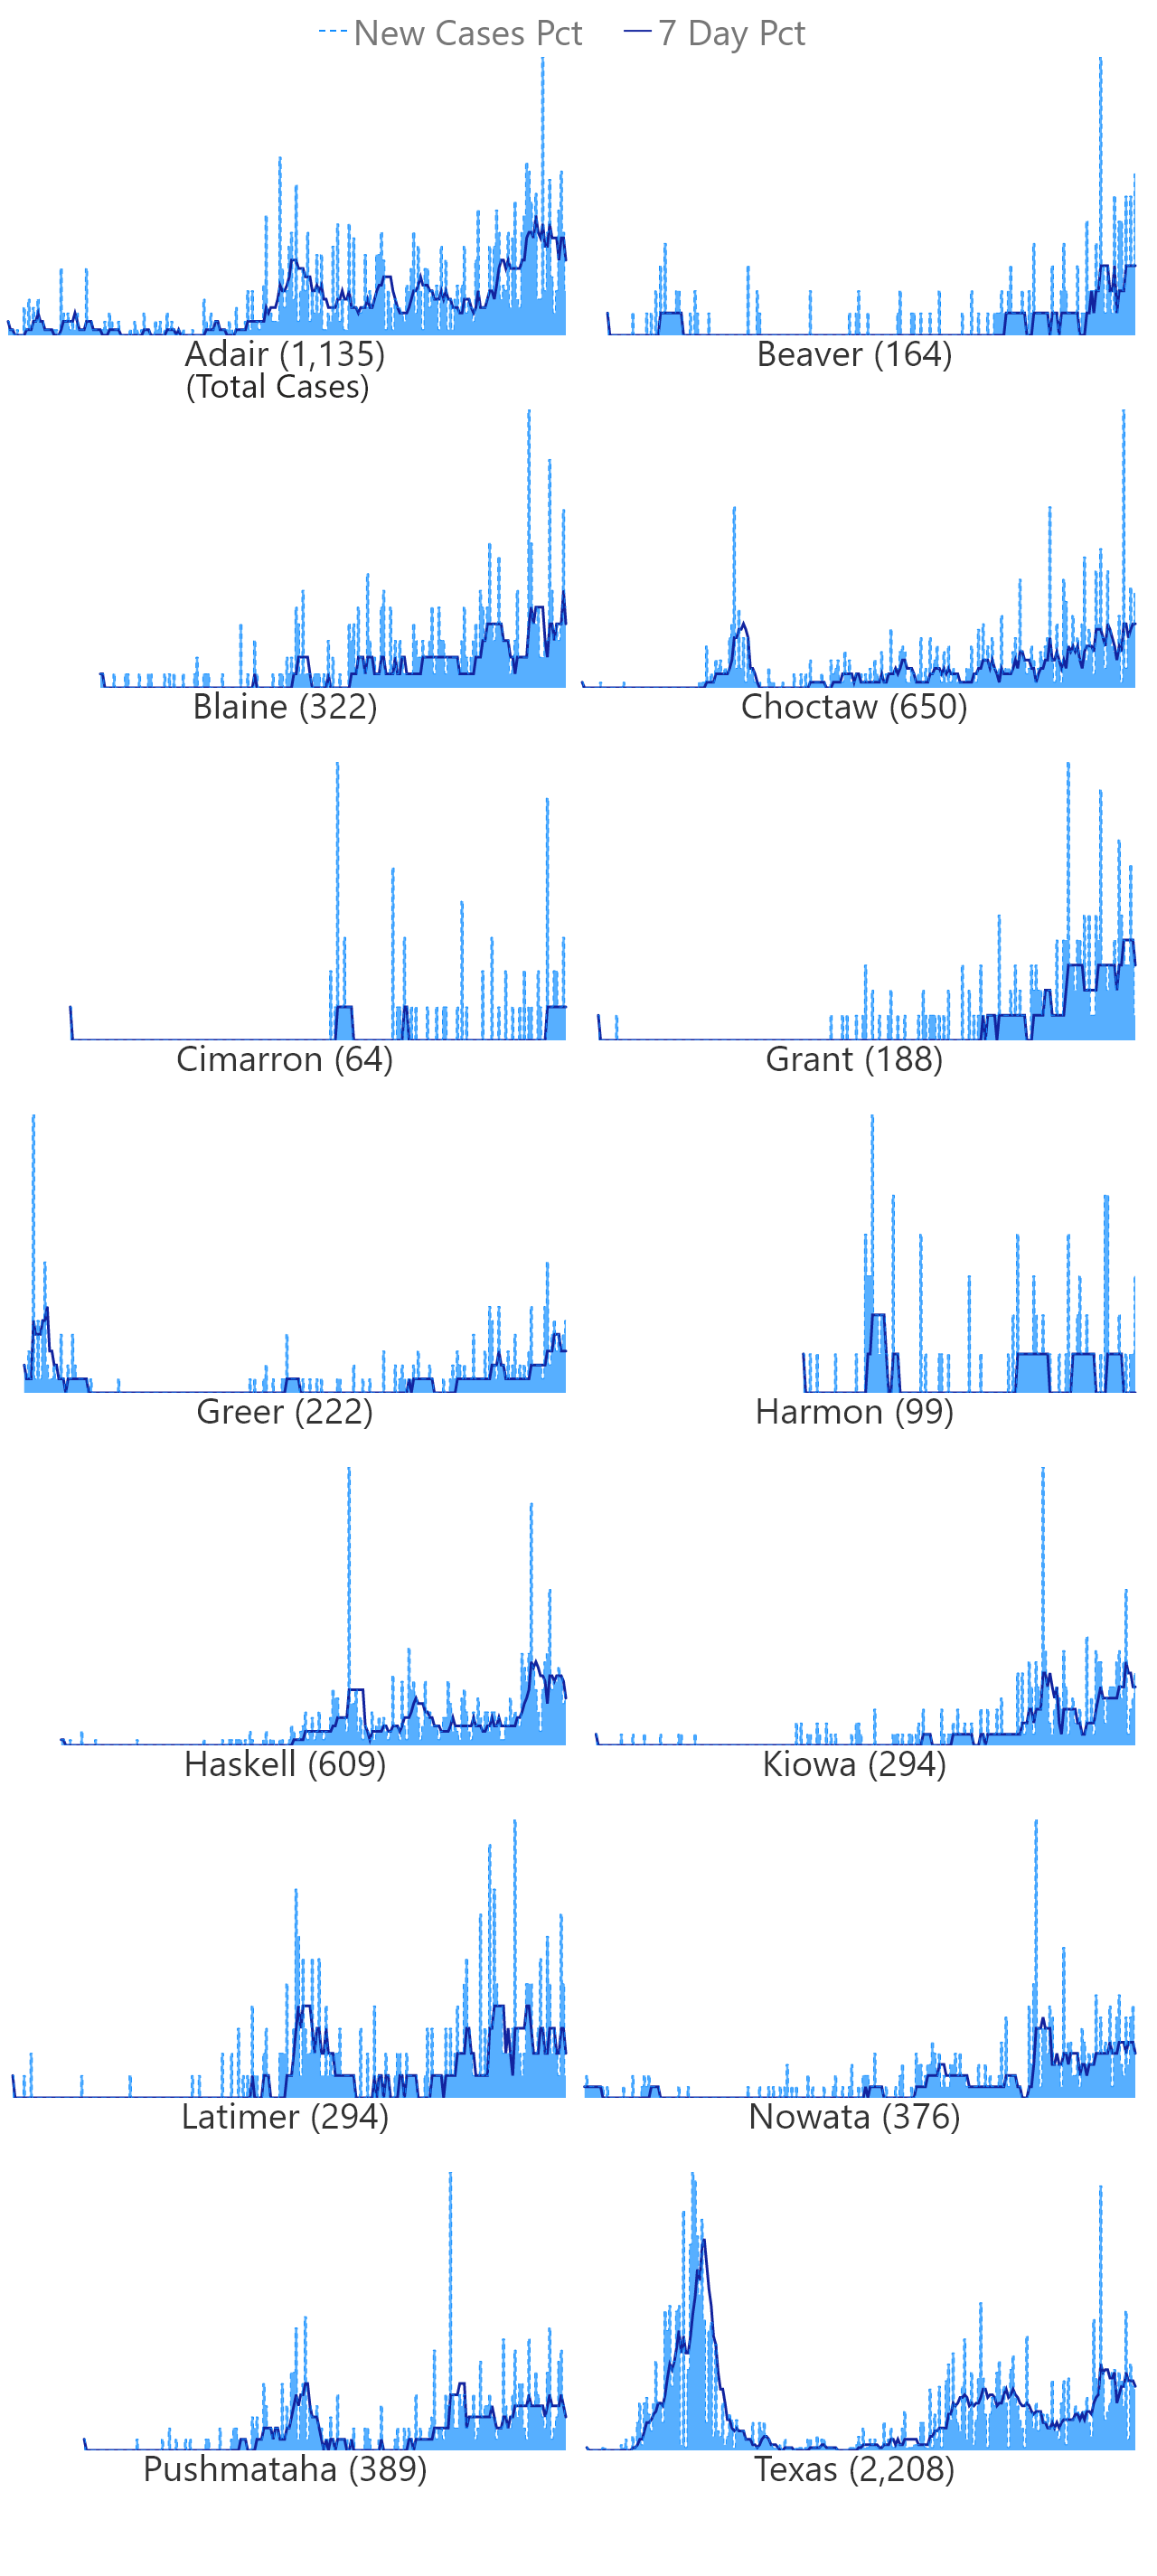 New Cases Pct 7 Day Pct
Adair (1,135) Beaver (164)
(Total Cases)
Blaine (322) Choctaw (650)
Cimarron (64) Grant (188)
Greer (222) Harmon (99)
Haskell (609) Kiowa (294)
Latimer (294) Nowata (376)
Pushmataha (389) Texas (2,208)